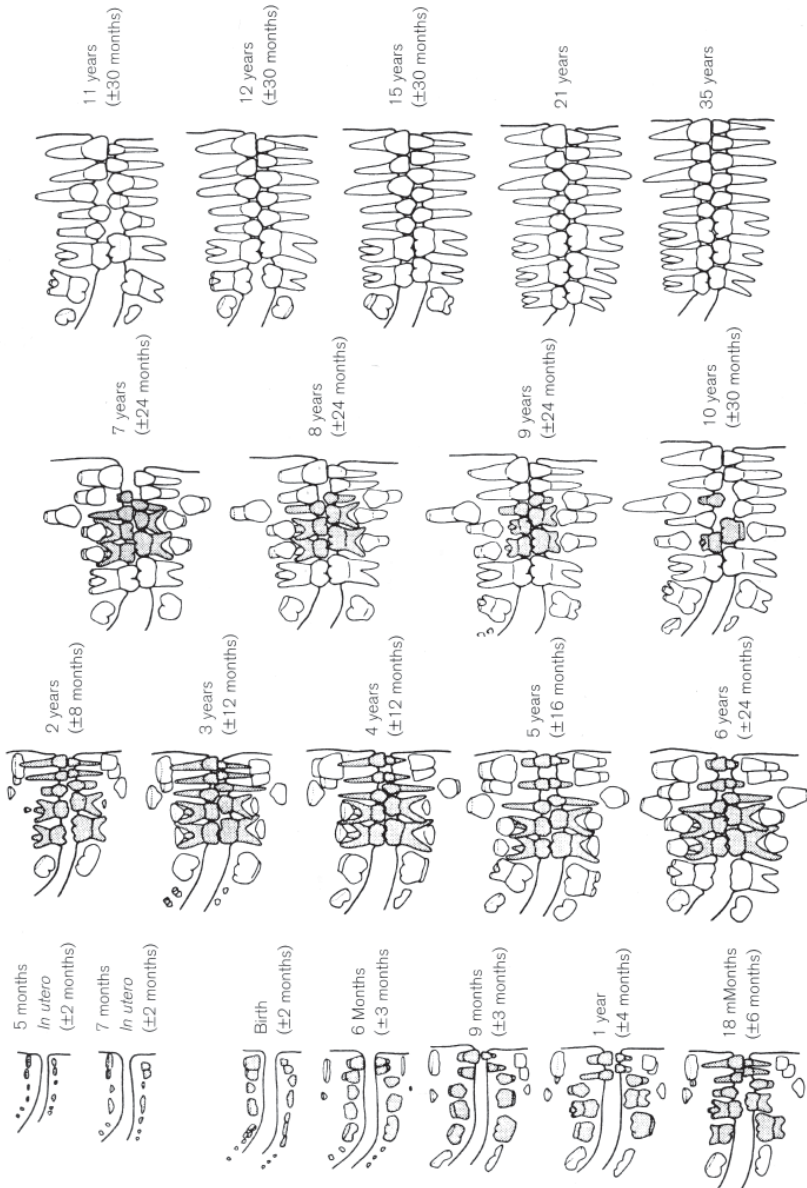 5 months
In utero
(±2 months)
7 months
In utero
(±2 months)
Birth
(±2 months)
6 Months
(±3 months)
9 months
(±3 months)
1 year
(±4 months)
18 mMonths
(±6 months)
2 years
(±8 months)
3 years
(±12 months)
4 years
(±12 months)
5 years
(±16 months)
6 years
(±24 months)
7 years
(±24 months)
8 years
(±24 months)
9 years
(±24 months)
10 years
(±30 months)
11 years
(±30 months)
12 years
(±30 months)
15 years
(±30 months)
21 years
35 years